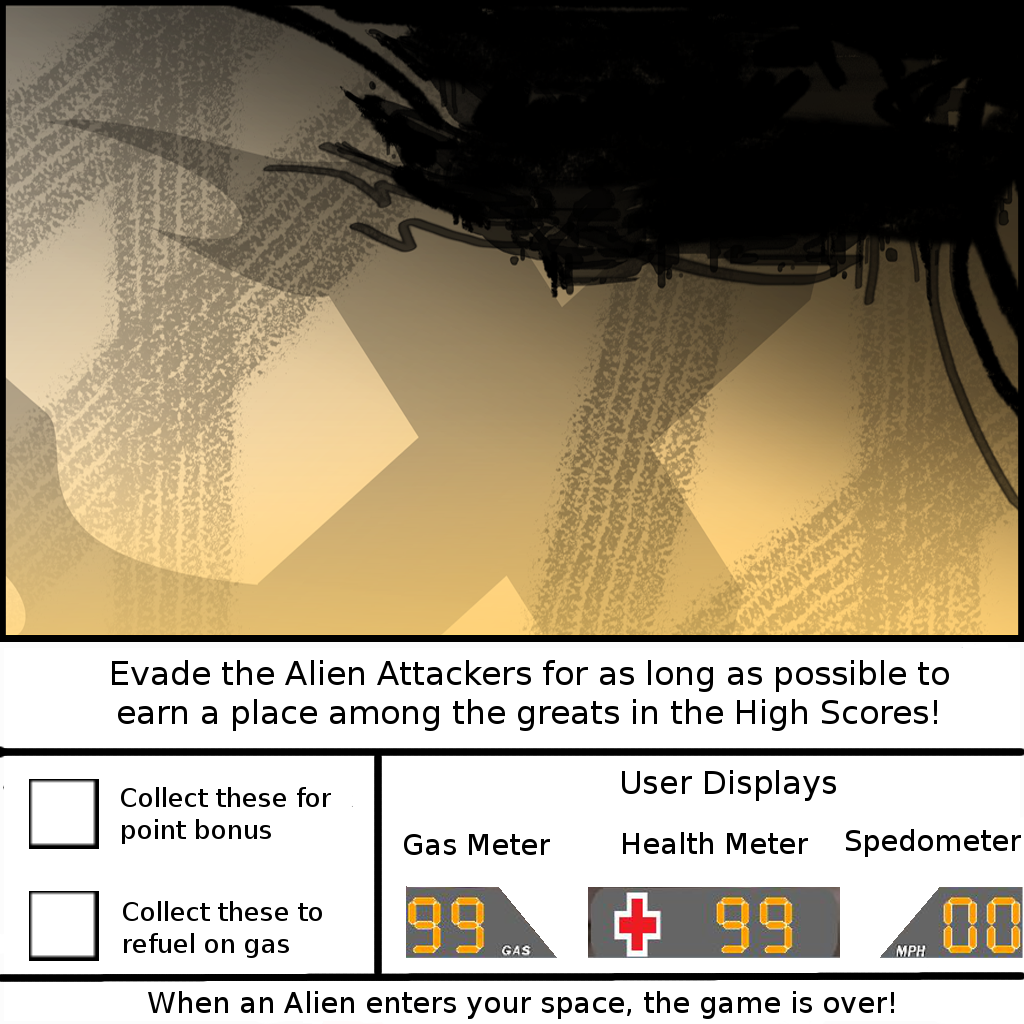 Evade the Alien Attackers for as long as possible to
earn a place among the greats in the High Scores!
Collect these for
point bonus
Collect these to
refuel on gas
User Displays
Gas Meter
Health Meter
Spedometer
99 GAS
99
MPH 00
When an Alien enters your space, the game is over!